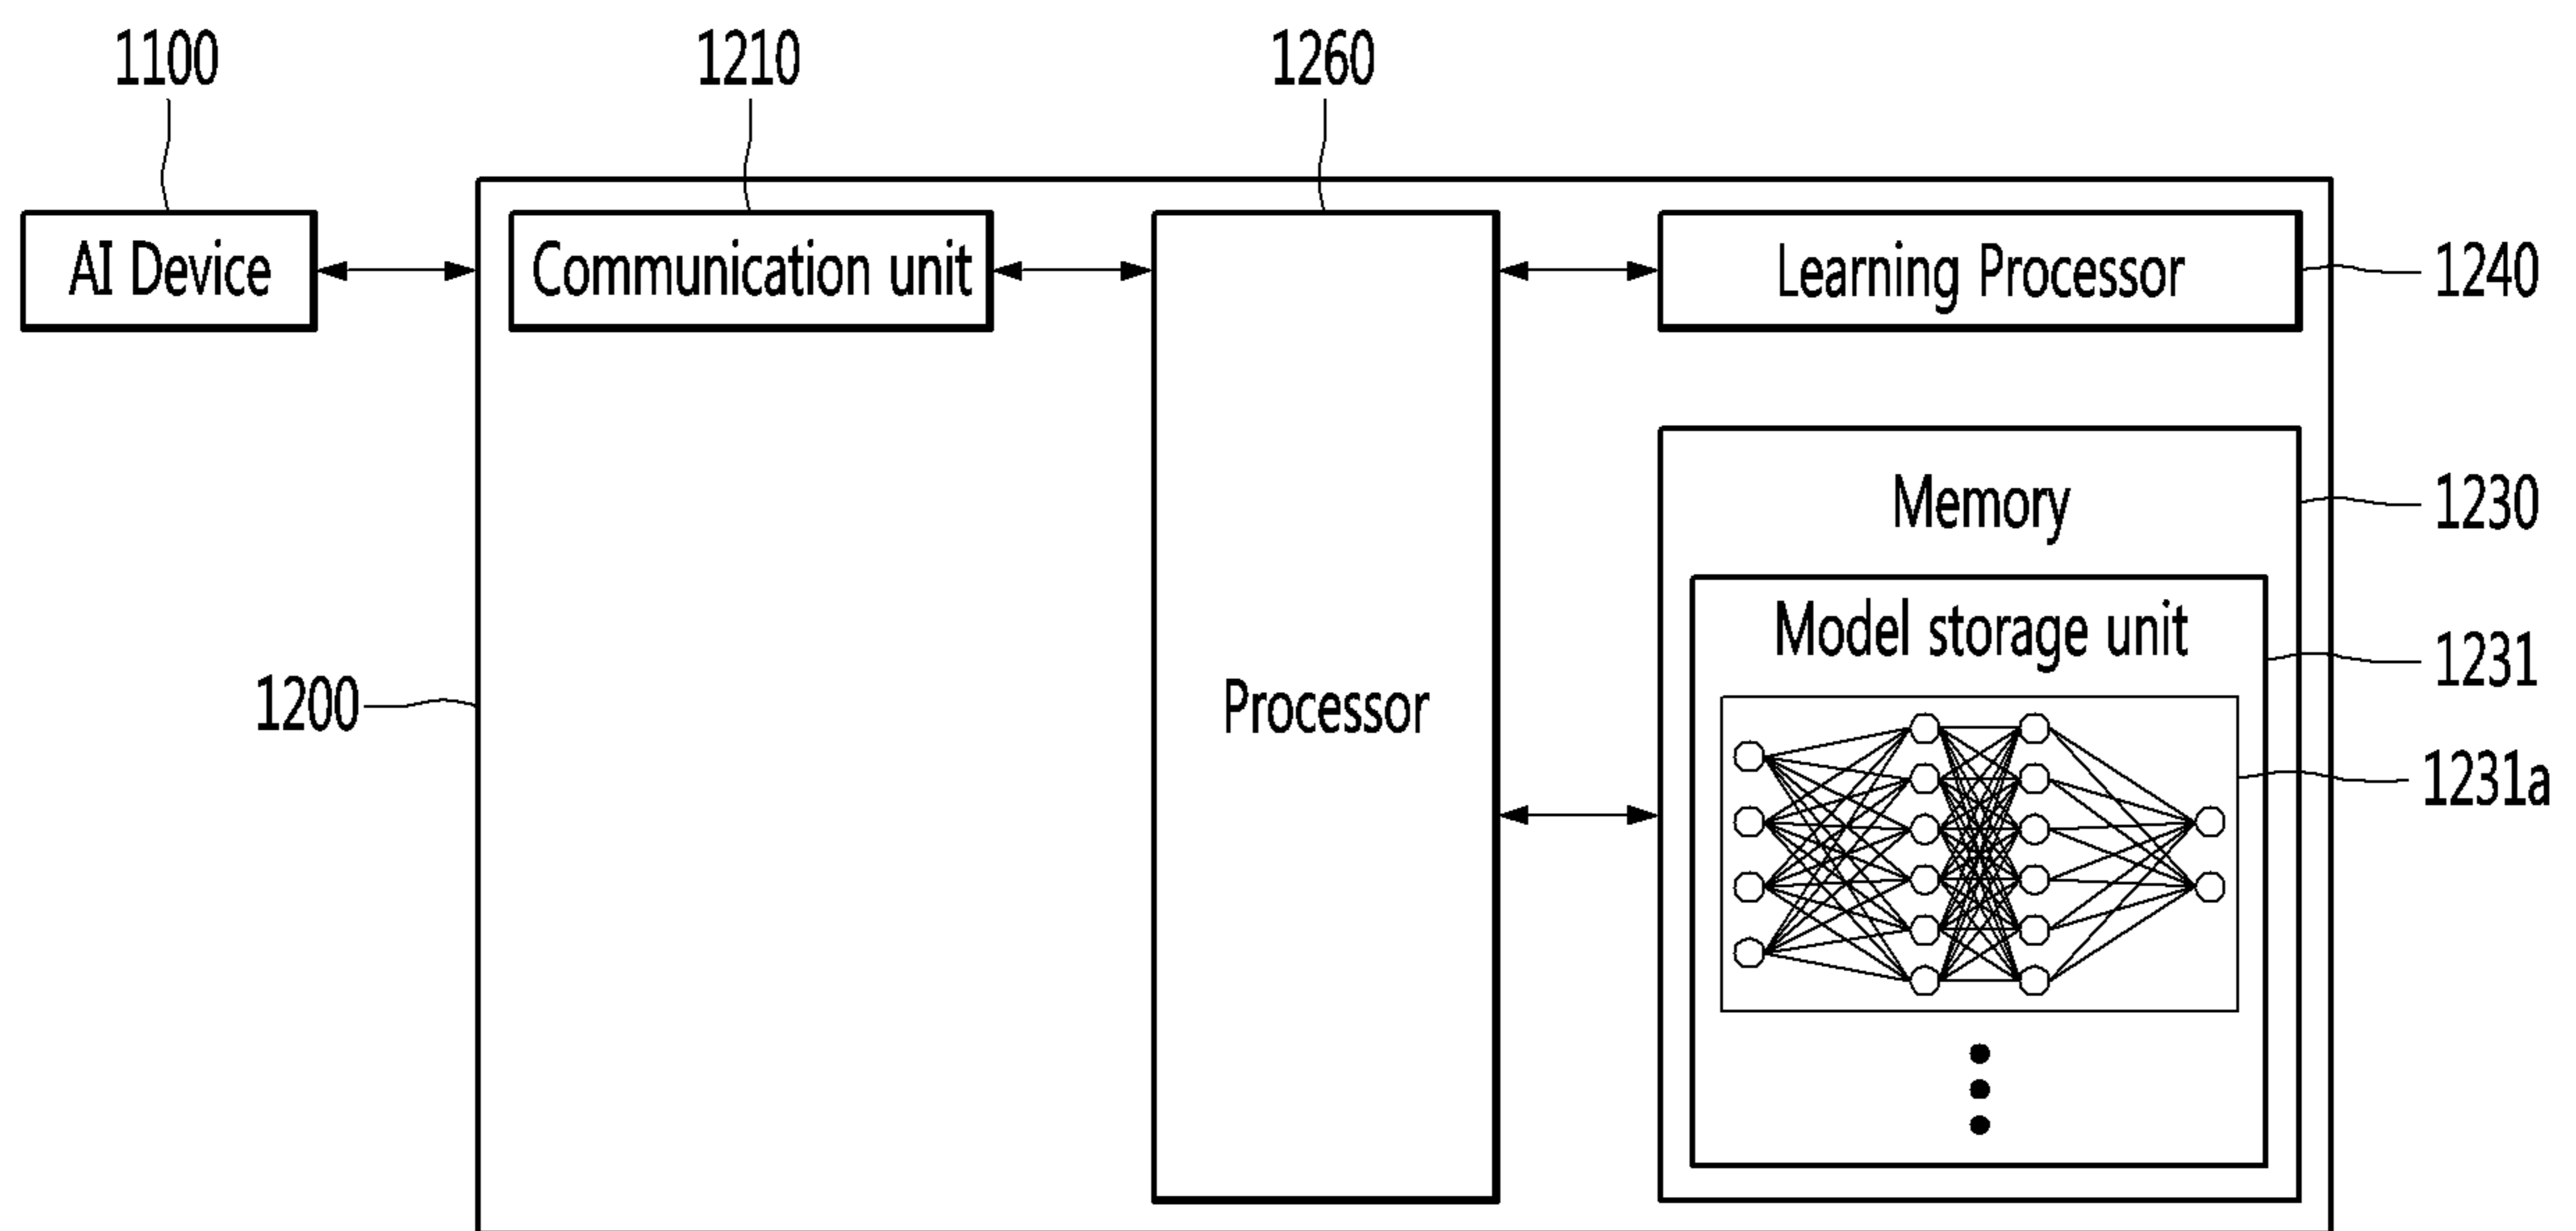 1100
1210
1260
AI Device
Communication unit
Learning Processor
1240
Memory
1230
Model storage unit
1231
1200
Processor
1231a